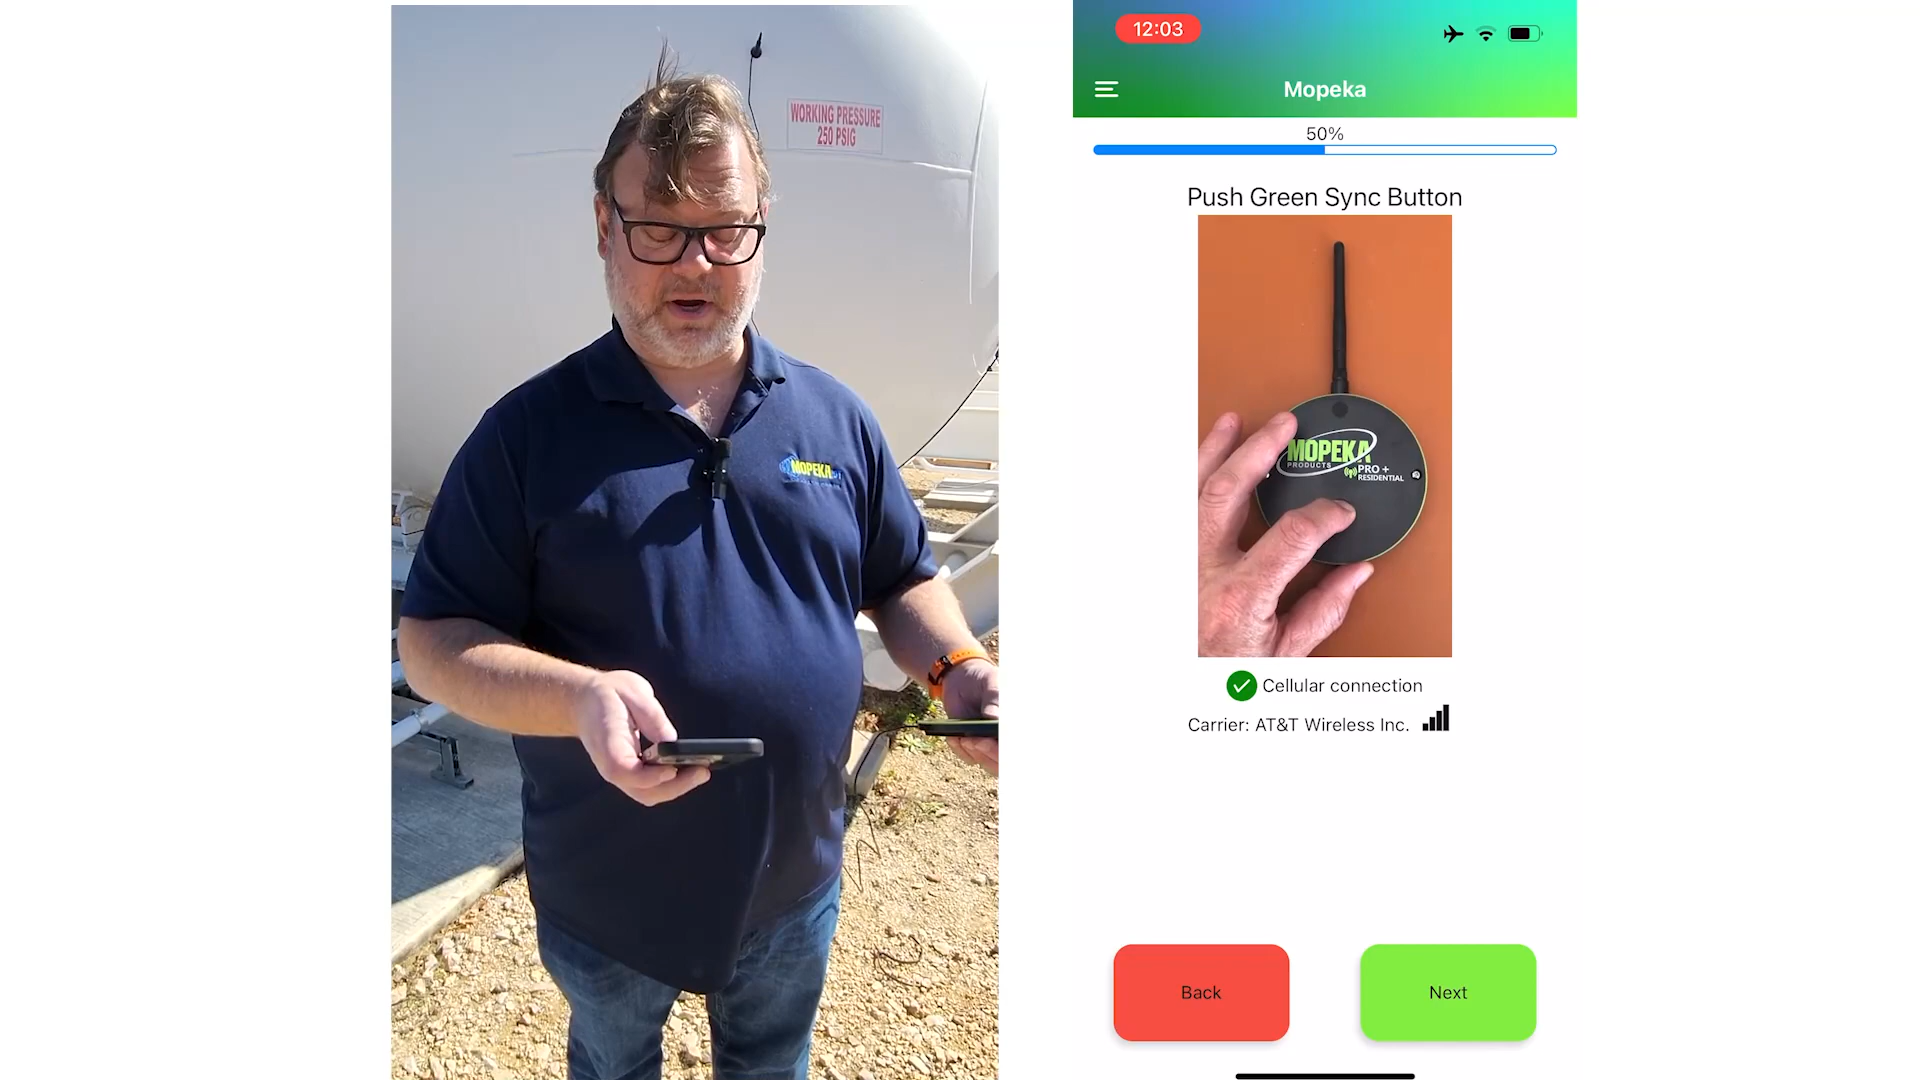 WORKING PRESSURE
250 PSIG
MOPEKA
12:03
Mopeka
50%
Push Green Sync Button
MOPEKA
PRODUCTS
PRO +
RESIDENTIAL
Cellular connection
Carrier: AT&T Wireless Inc.
Back
Next